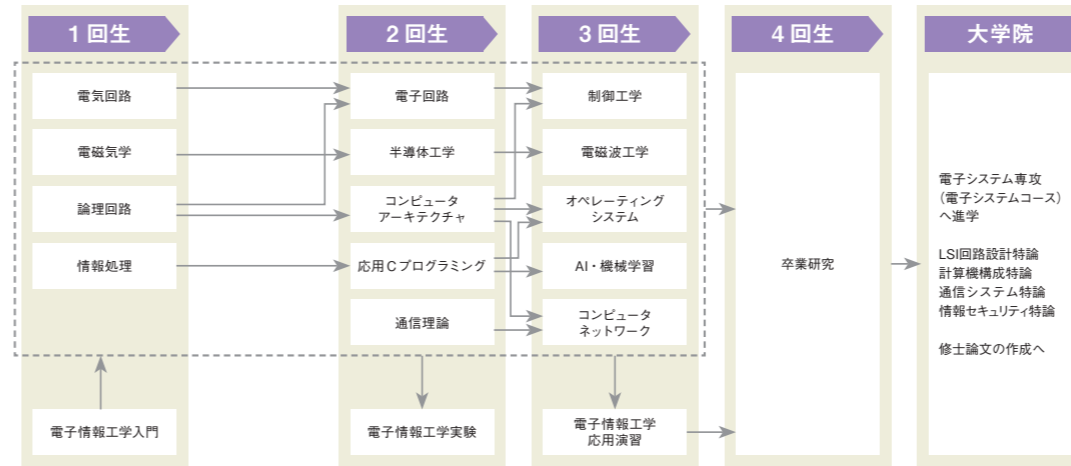 1回生
電気回路
電磁気学
論理回路
情報処理
電子情報工学入門
2回生
電子回路
半導体工学
コンピュータ
アーキテクチャ
応用Cプログラミング
通信理論
電子情報工学実験
3回生
制御工学
電磁波工学
オペレーティング
システム
AI・機械学習
コンピュータ
ネットワーク
電子情報工学
応用演習
4回生
卒業研究
大学院
電子システム専攻
(電子システムコース)
へ進学
LSI回路設計特論
計算機構成特論
通信システム特論
情報セキュリティ特論
修士論文の作成へ